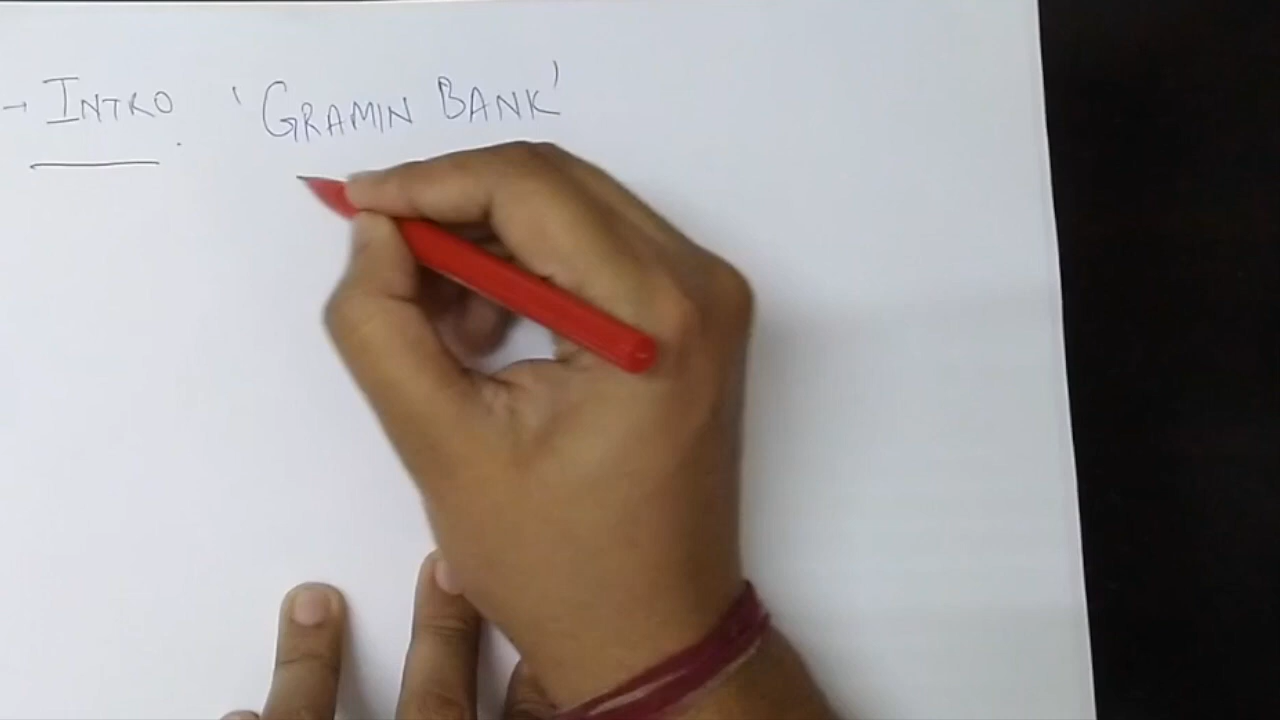 → INTRO 'GRAMIN BANK'